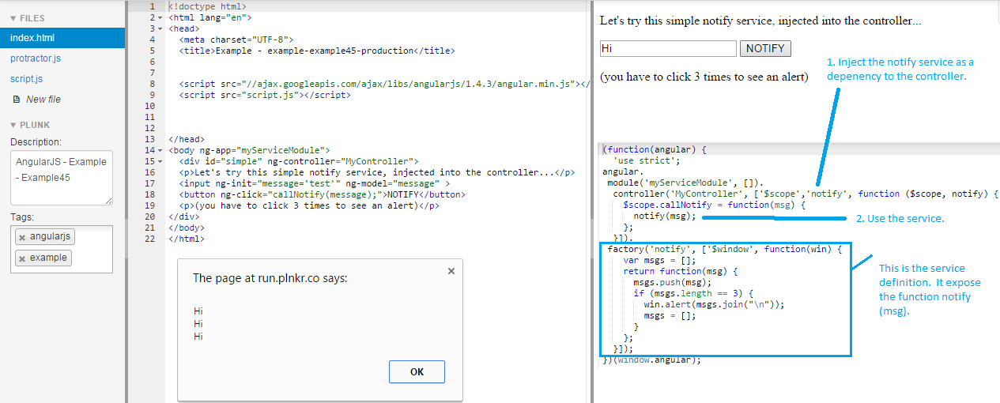 FILES
index.html
protractor.js
script.js
New file
PLUNK
Description:
AngularJS - Example
- Example45
Tags:
× angularjs
× example
1 <!doctype html>
2 <html lang="en">
3 <head>
4 <meta charset="UTF-8">
5 <title>Example - example-example45-production</title>
6
7
8 <script src="//ajax.googleapis.com/ajax/libs/angularjs/1.4.3/angular.min.js"></
9 <script src="script.js"></script>
10
11
12
13 </head>
14 <body ng-app="myServiceModule">
15 <div id="simple" ng-controller="MyController">
16 <p>Let's try this simple notify service, injected into the controller...</p>
17 <input ng-init="message='test'" ng-model="message" >
18 <button ng-click="callNotify(message);">NOTIFY</button>
19 <p>(you have to click 3 times to see an alert)</p>
20 </div>
21 </body>
22 </html>
The page at run.plnkr.co says:
×
Hi
Hi
Hi
OK
Let's try this simple notify service, injected into the controller...
Hi NOTIFY
(you have to click 3 times to see an alert)
1. Inject the notify service as a
depenency to the controller.
(function(angular) {
'use strict';
angular.
module('myServiceModule', []).
controller('MyController', ['$scope','notify', function ($scope, notify) {
$scope.callNotify = function(msg) {
notify(msg);
};
}]).
factory('notify', ['$window', function(win) {
var msgs = [];
return function(msg) {
msgs.push(msg);
if (msgs.length == 3) {
win.alert(msgs.join("\n"));
msgs = [];
}
};
}]);
})(window.angular);
2. Use the service.
This is the service
definition. It expose
the function notify
(msg).